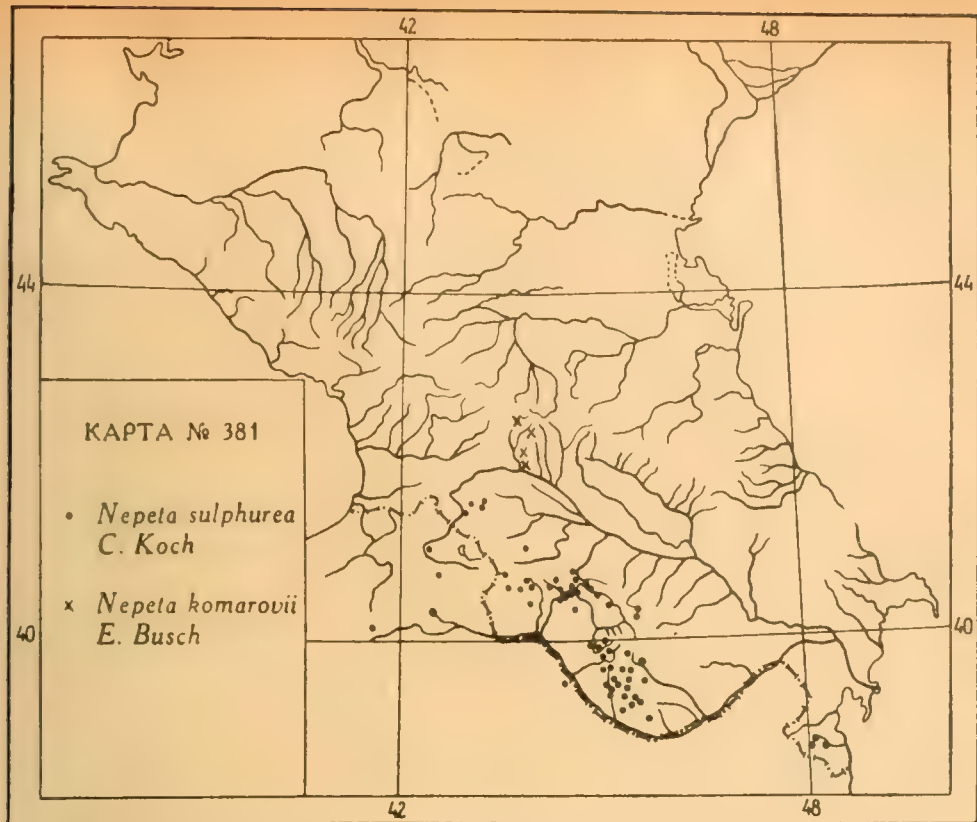 42 48
44 44
КАРТА № 381
• Nepeta sulphurea
C. Koch
× Nepeta komarovii
E. Busch
40 40
42 48